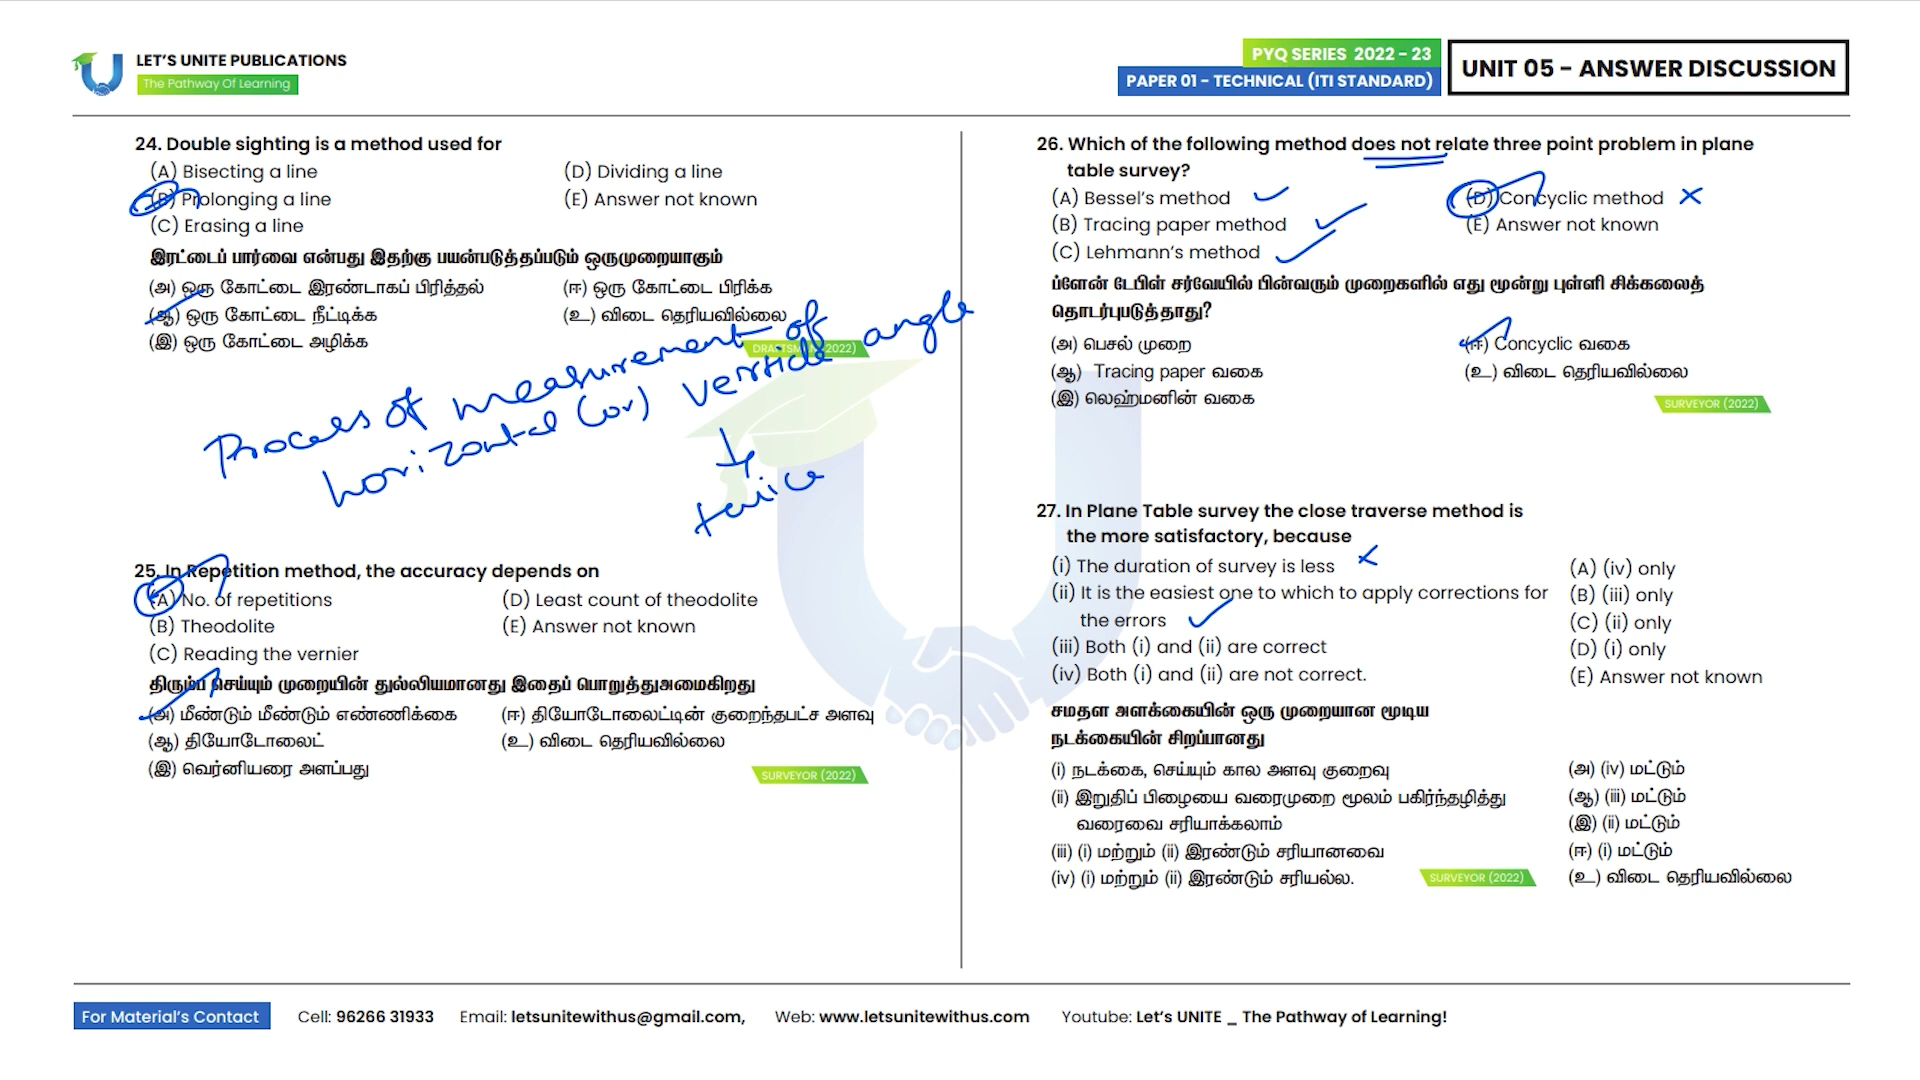 LET'S UNITE PUBLICATIONS
The Pathway Of Learning
PYQ SERIES 2022 - 23
PAPER 01 - TECHNICAL (ITI STANDARD)
UNIT 05 - ANSWER DISCUSSION
24. Double sighting is a method used for
(A) Bisecting a line
(D) Dividing a line
(B) Prolonging a line
(E) Answer not known
(C) Erasing a line
இரட்டைப் பார்வை என்பது இதற்கு பயன்படுத்தப்படும் ஒருமுறையாகும்
(அ) ஒரு கோட்டை இரண்டாகப் பிரித்தல்
(ஈ) ஒரு கோட்டை பிரிக்க
(ஆ) ஒரு கோட்டை நீட்டிக்க
(உ) விடை தெரியவில்லை
(இ) ஒரு கோட்டை அழிக்க
2022)
Process of measurement of
horizontal (or) vertical angle
twice
25. In Repetition method, the accuracy depends on
(A) No. of repetitions
(D) Least count of theodolite
(B) Theodolite
(E) Answer not known
(C) Reading the vernier
திரும்ப செய்யும் முறையின் துல்லியமானது இதைப் பொறுத்துஅமைகிறது
(அ) மீண்டும் மீண்டும் எண்ணிக்கை
(ஈ) தியோடோலைட்டின் குறைந்தபட்ச அளவு
(ஆ) தியோடோலைட்
(உ) விடை தெரியவில்லை
(இ) வெர்னியரை அளப்பது
SURVEYOR (2022)
26. Which of the following method does not relate three point problem in plane
table survey?
(A) Bessel's method
(D) Concyclic method
(B) Tracing paper method
(E) Answer not known
(C) Lehmann's method
ப்ளேன் டேபிள் சர்வேயில் பின்வரும் முறைகளில் எது மூன்று புள்ளி சிக்கலைத்
தொடர்புபடுத்தாது?
(அ) பெசல் முறை
(ஈ) Concyclic வகை
(ஆ) Tracing paper வகை
(உ) விடை தெரியவில்லை
(இ) லெஹ்மனின் வகை
SURVEYOR (2022)
27. In Plane Table survey the close traverse method is
the more satisfactory, because
(i) The duration of survey is less
(A) (iv) only
(ii) It is the easiest one to which to apply corrections for
(B) (iii) only
the errors
(C) (ii) only
(iii) Both (i) and (ii) are correct
(D) (i) only
(iv) Both (i) and (ii) are not correct.
(E) Answer not known
சமதள அளக்கையின் ஒரு முறையான மூடிய
நடக்கையின் சிறப்பானது
(i) நடக்கை, செய்யும் கால அளவு குறைவு
(அ) (iv) மட்டும்
(ii) இறுதிப் பிழையை வரைமுறை மூலம் பகிர்ந்தழித்து
(ஆ) (iii) மட்டும்
வரைவை சரியாக்கலாம்
(இ) (ii) மட்டும்
(iii) (i) மற்றும் (ii) இரண்டும் சரியானவை
(ஈ) (i) மட்டும்
(iv) (i) மற்றும் (ii) இரண்டும் சரியல்ல.
SURVEYOR (2022)
(உ) விடை தெரியவில்லை
For Material's Contact
Cell: 96266 31933
Email: letsunitewithus@gmail.com,
Web: www.letsunitewithus.com
Youtube: Let's UNITE _ The Pathway of Learning!